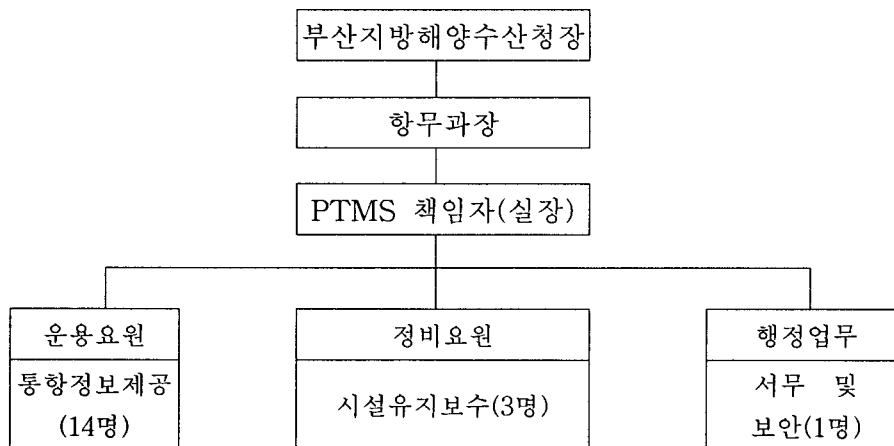 부산지방해양수산청장
항무과장
PTMS 책임자(실장)
운용요원
통항정보제공
(14명)
정비요원
시설유지보수(3명)
행정업무
서무 및
보안(1명)